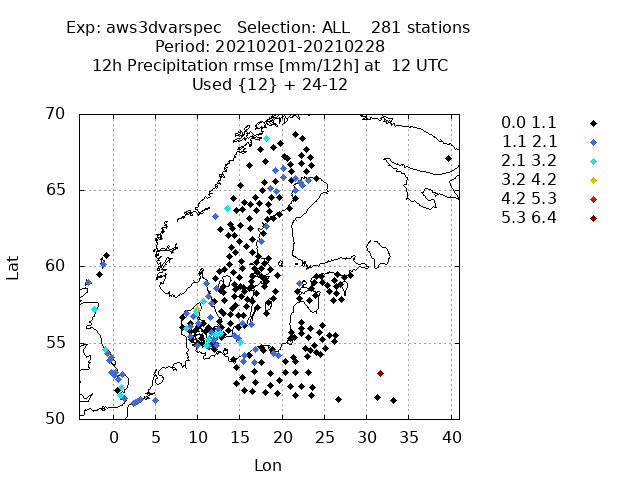 Exp: aws3dvarspec   Selection: ALL    281 stations
Period: 20210201-20210228
12h Precipitation rmse [mm/12h] at  12 UTC
Used {12} + 24-12
70
65
60
55
50
0 5 10 15 20 25 30 35 40
Lat
Lon
0.0 1.1
1.1 2.1
2.1 3.2
3.2 4.2
4.2 5.3
5.3 6.4